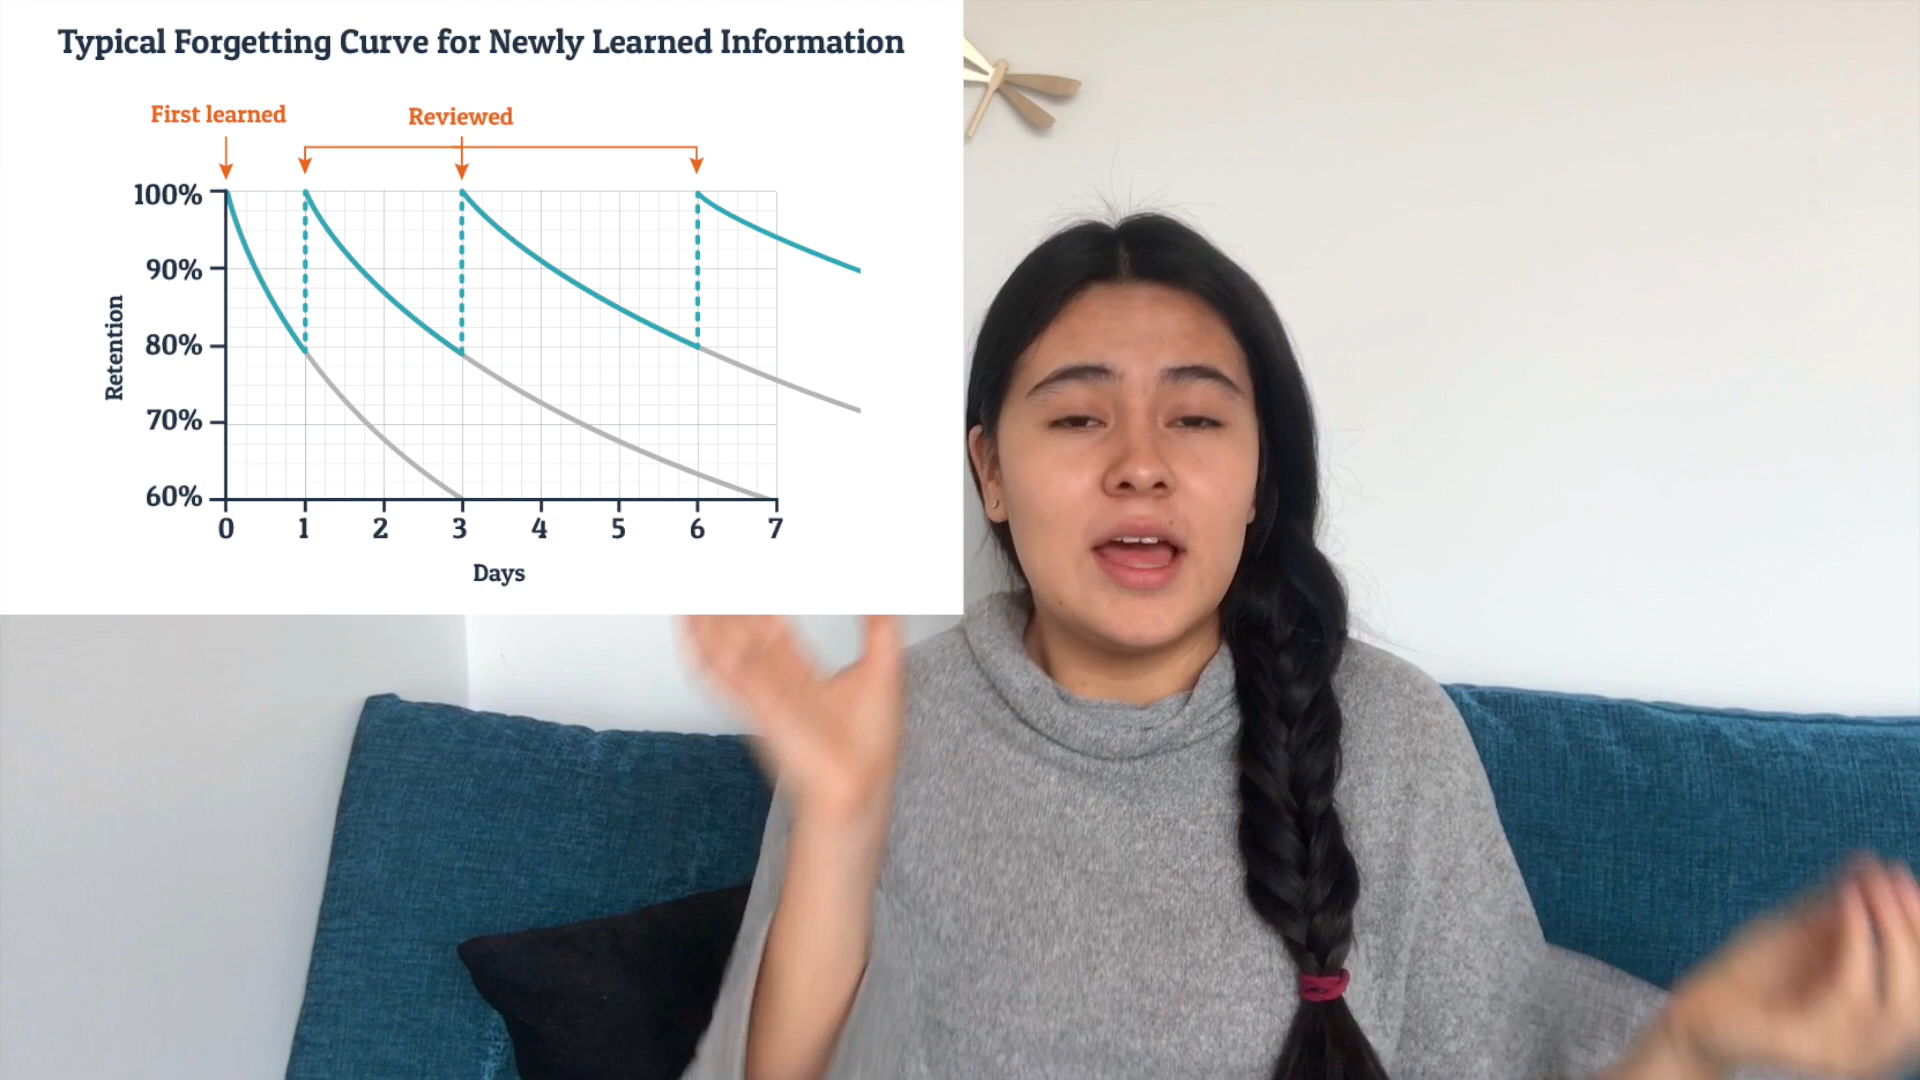 Typical Forgetting Curve for Newly Learned Information
First learned
Reviewed
100%
90%
80%
70%
60%
Retention
0 1 2 3 4 5 6 7
Days